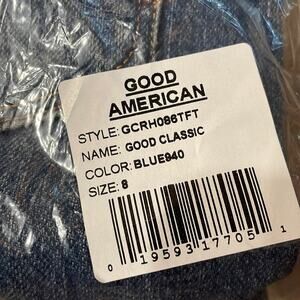 GOOD
AMERICAN
STYLE: GCRH086TFT
NAME: GOOD CLASSIC
COLOR: BLUE940
SIZE: 8
0 19593 17705 1